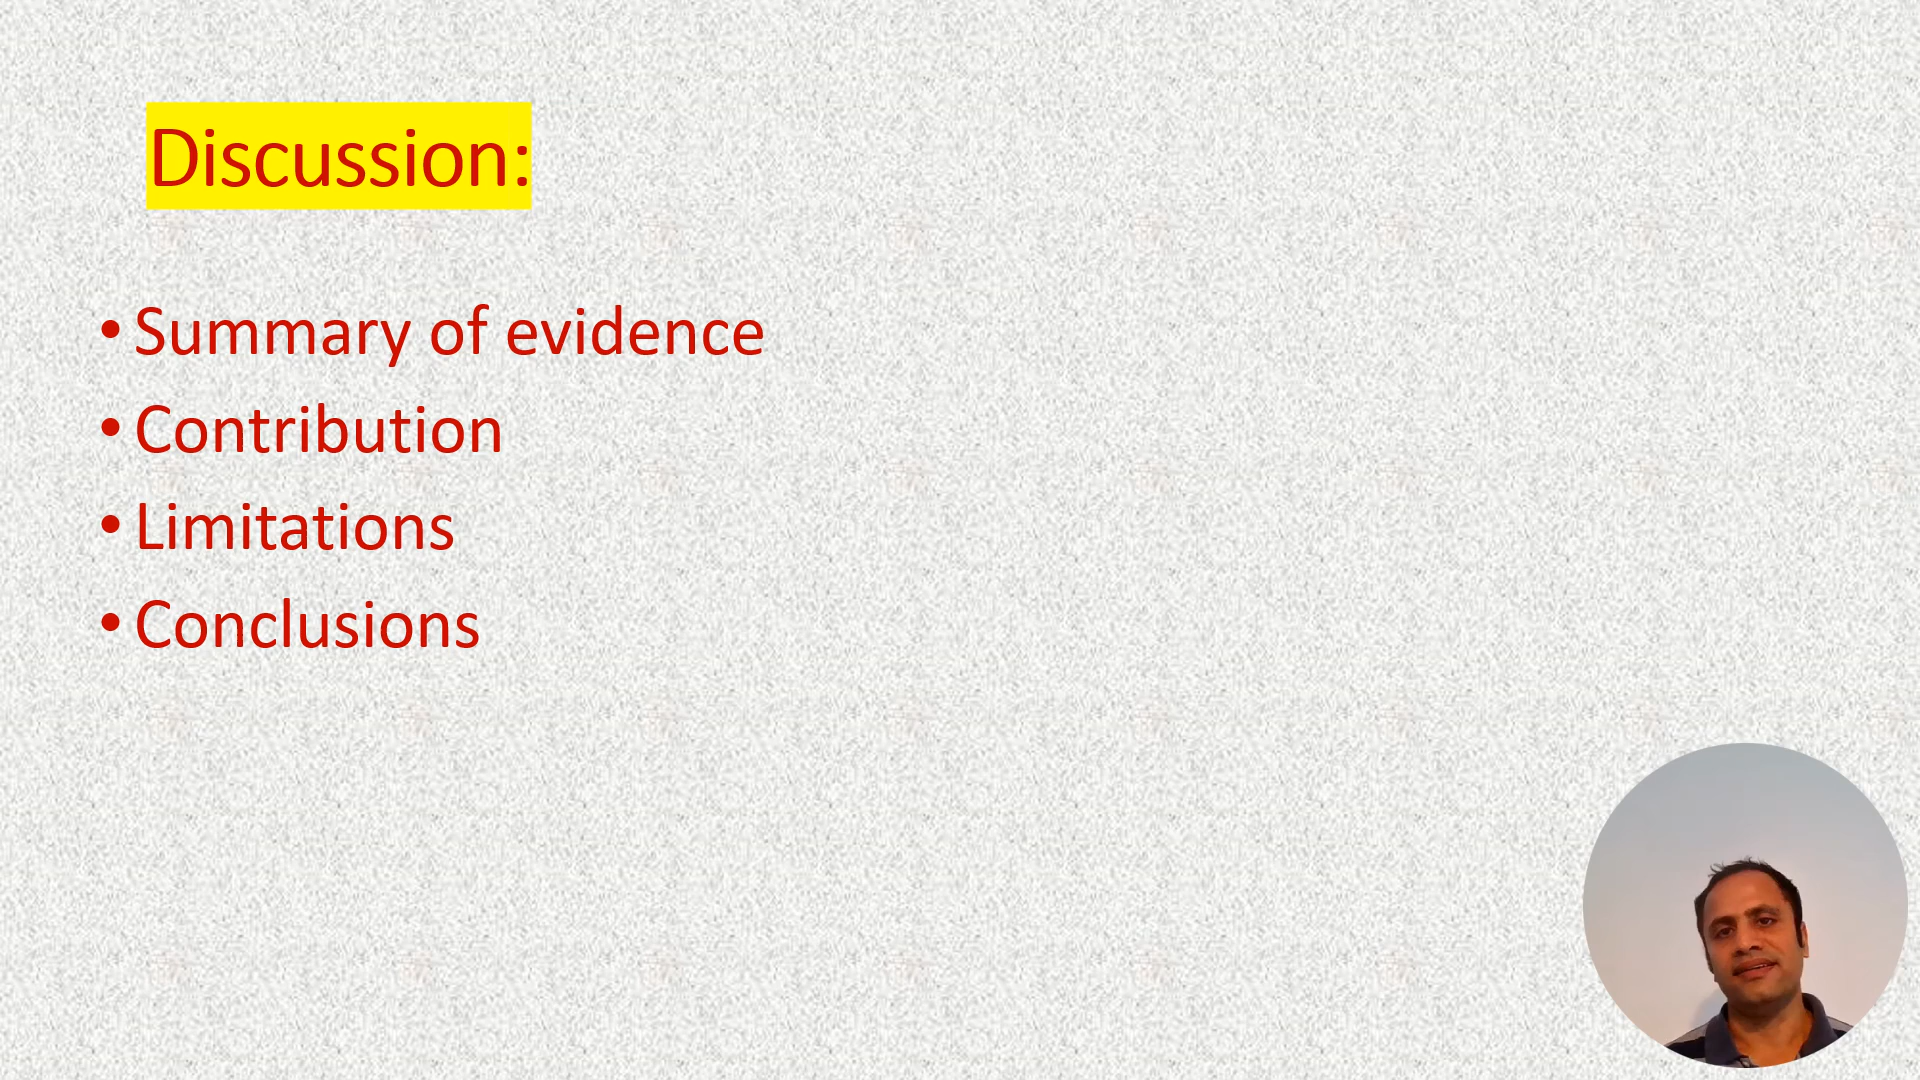 Discussion:
• Summary of evidence
• Contribution
• Limitations
• Conclusions